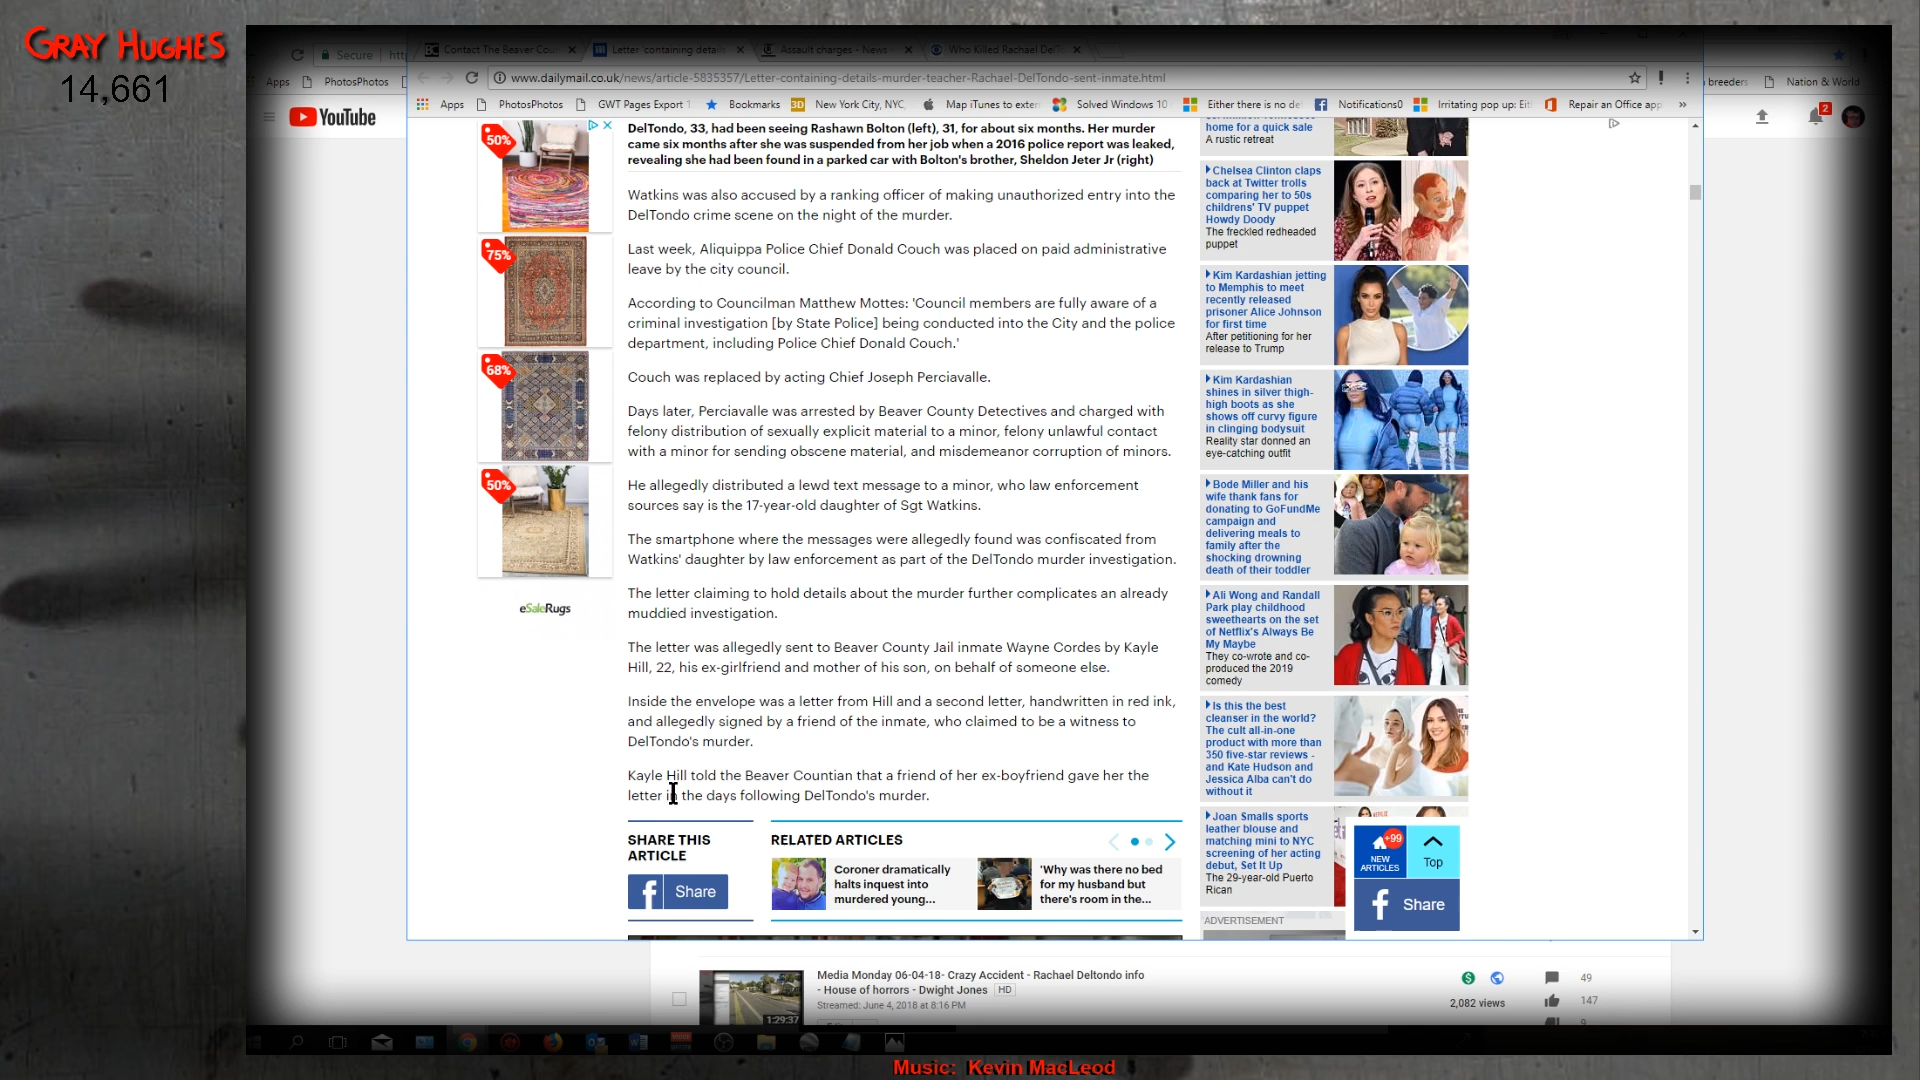 GRAY HUGHES
14,661
Secure
Contact The Beaver Cou
Letter 'containing details
Assault charges - News
Who Killed Rachael DelT
www.dailymail.co.uk/news/article-5835357/Letter-containing-details-murder-teacher-Rachael-DelTondo-sent-inmate.html
Apps
PhotosPhotos
Apps
PhotosPhotos
GWT Pages Export 1
Bookmarks
New York City, NYC,
Map iTunes to exter
Solved Windows 10
Either there is no de
Notifications0
Irritating pop up: Eit
Repair an Office app
»
breeders
Nation & World
YouTube
2
50%
75%
68%
50%
eSaleRugs
DelTondo, 33, had been seeing Rashawn Bolton (left), 31, for about six months. Her murder
came six months after she was suspended from her job when a 2016 police report was leaked,
revealing she had been found in a parked car with Bolton's brother, Sheldon Jeter Jr (right)
Watkins was also accused by a ranking officer of making unauthorized entry into the
DelTondo crime scene on the night of the murder.
Last week, Aliquippa Police Chief Donald Couch was placed on paid administrative
leave by the city council.
According to Councilman Matthew Mottes: 'Council members are fully aware of a
criminal investigation [by State Police] being conducted into the City and the police
department, including Police Chief Donald Couch.'
Couch was replaced by acting Chief Joseph Perciavalle.
Days later, Perciavalle was arrested by Beaver County Detectives and charged with
felony distribution of sexually explicit material to a minor, felony unlawful contact
with a minor for sending obscene material, and misdemeanor corruption of minors.
He allegedly distributed a lewd text message to a minor, who law enforcement
sources say is the 17-year-old daughter of Sgt Watkins.
The smartphone where the messages were allegedly found was confiscated from
Watkins' daughter by law enforcement as part of the DelTondo murder investigation.
The letter claiming to hold details about the murder further complicates an already
muddied investigation.
The letter was allegedly sent to Beaver County Jail inmate Wayne Cordes by Kayle
Hill, 22, his ex-girlfriend and mother of his son, on behalf of someone else.
Inside the envelope was a letter from Hill and a second letter, handwritten in red ink,
and allegedly signed by a friend of the inmate, who claimed to be a witness to
DelTondo's murder.
Kayle Hill told the Beaver Countian that a friend of her ex-boyfriend gave her the
letter in the days following DelTondo's murder.
SHARE THIS
ARTICLE
Share
RELATED ARTICLES
Coroner dramatically
halts inquest into
murdered young...
'Why was there no bed
for my husband but
there's room in the...
home for a quick sale
A rustic retreat
Chelsea Clinton claps
back at Twitter trolls
comparing her to 50s
childrens' TV puppet
Howdy Doody
The freckled redheaded
puppet
Kim Kardashian jetting
to Memphis to meet
recently released
prisoner Alice Johnson
for first time
After petitioning for her
release to Trump
Kim Kardashian
shines in silver thigh-
high boots as she
shows off curvy figure
in clinging bodysuit
Reality star donned an
eye-catching outfit
Bode Miller and his
wife thank fans for
donating to GoFundMe
campaign and
delivering meals to
family after the
shocking drowning
death of their toddler
Ali Wong and Randall
Park play childhood
sweethearts on the set
of Netflix's Always Be
My Maybe
They co-wrote and co-
produced the 2019
comedy
Is this the best
cleanser in the world?
The cult all-in-one
product with more than
350 five-star reviews -
and Kate Hudson and
Jessica Alba can't do
without it
Joan Smalls sports
leather blouse and
matching mini to NYC
screening of her acting
debut, Set It Up
The 29-year-old Puerto
Rican
ADVERTISEMENT
+99
NEW
ARTICLES
Top
Share
Media Monday 06-04-18- Crazy Accident - Rachael Deltondo info
- House of horrors - Dwight Jones HD
Streamed: June 4, 2018 at 8:16 PM
1:29:37
2,082 views
49
147
Music: Kevin MacLeod